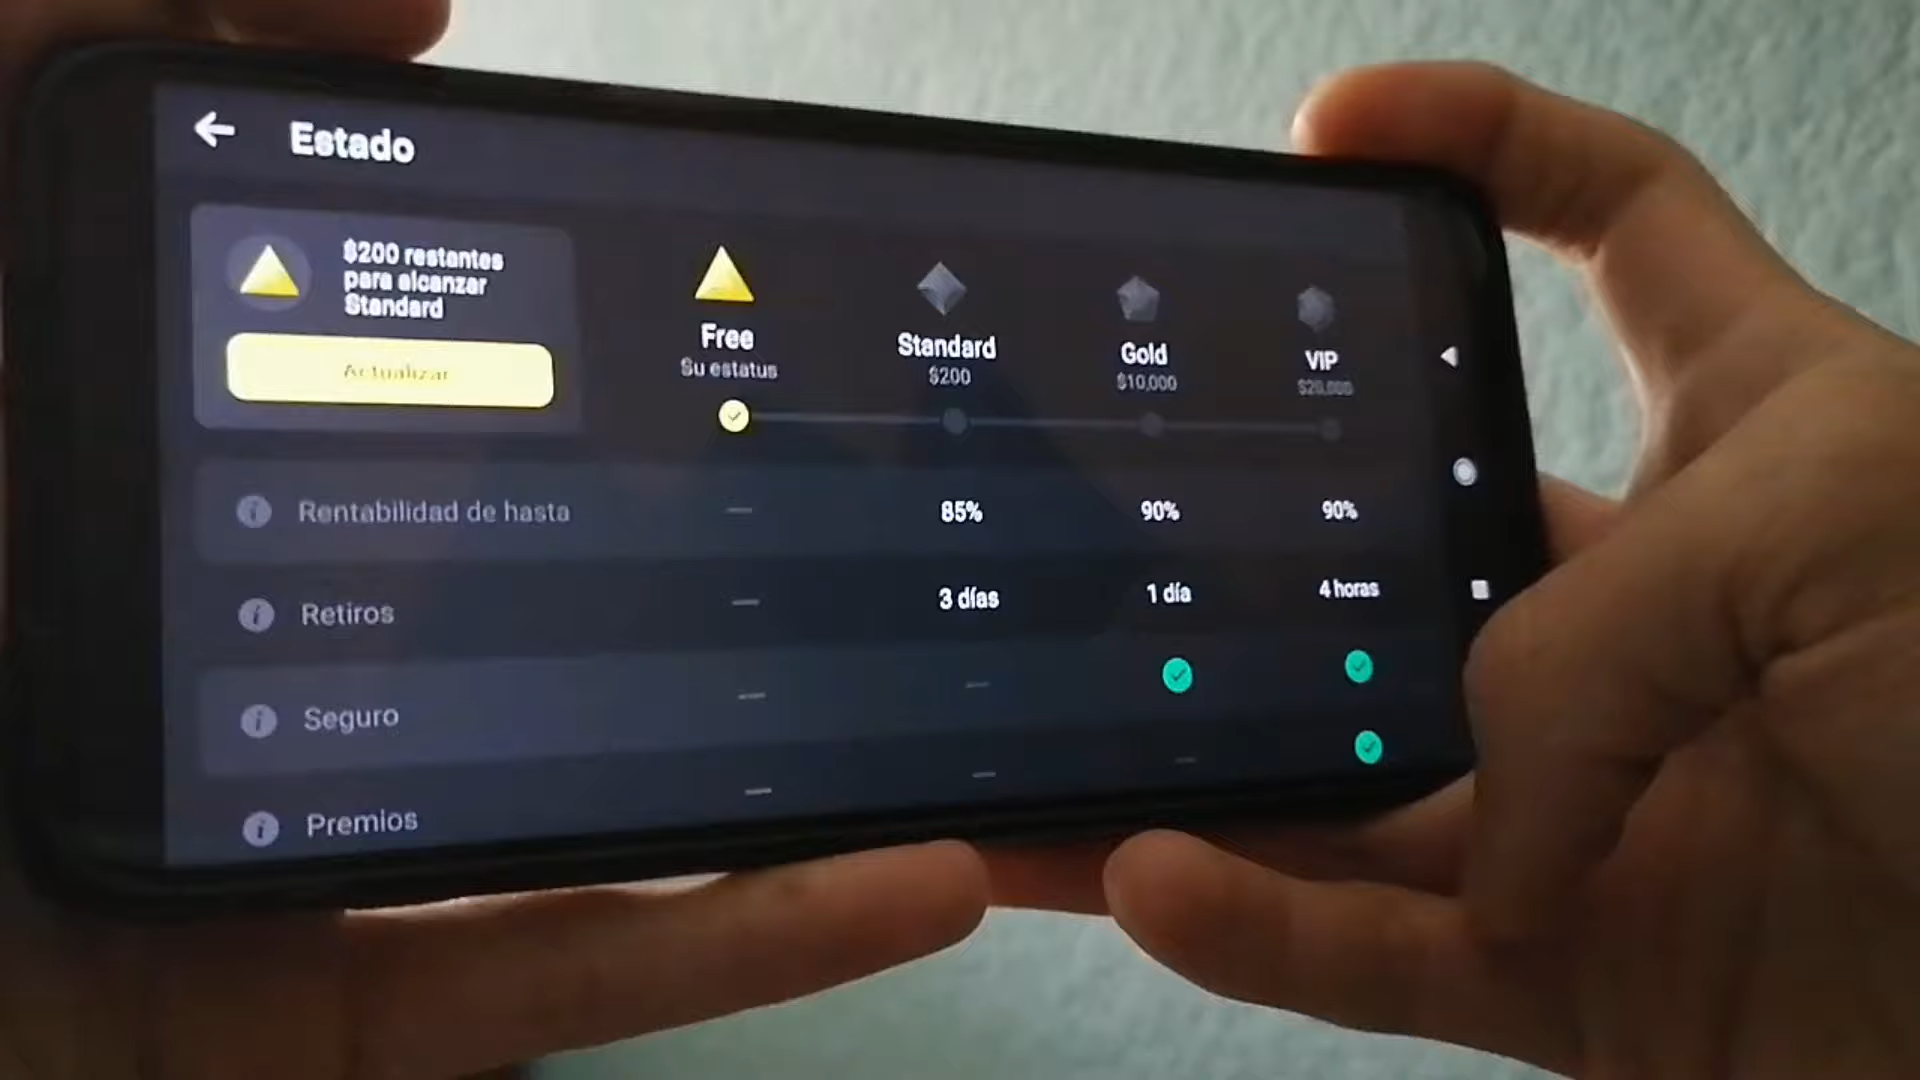 Estado
$200 restantes
para alcanzar
Standard
Actualizar
Free
Su estatus
Standard
$200
Gold
$10,000
VIP
$20,000
Rentabilidad de hasta
— 85% 90% 90%
Retiros
— 3 días 1 día 4 horas
Seguro
— —
Premios
— — —